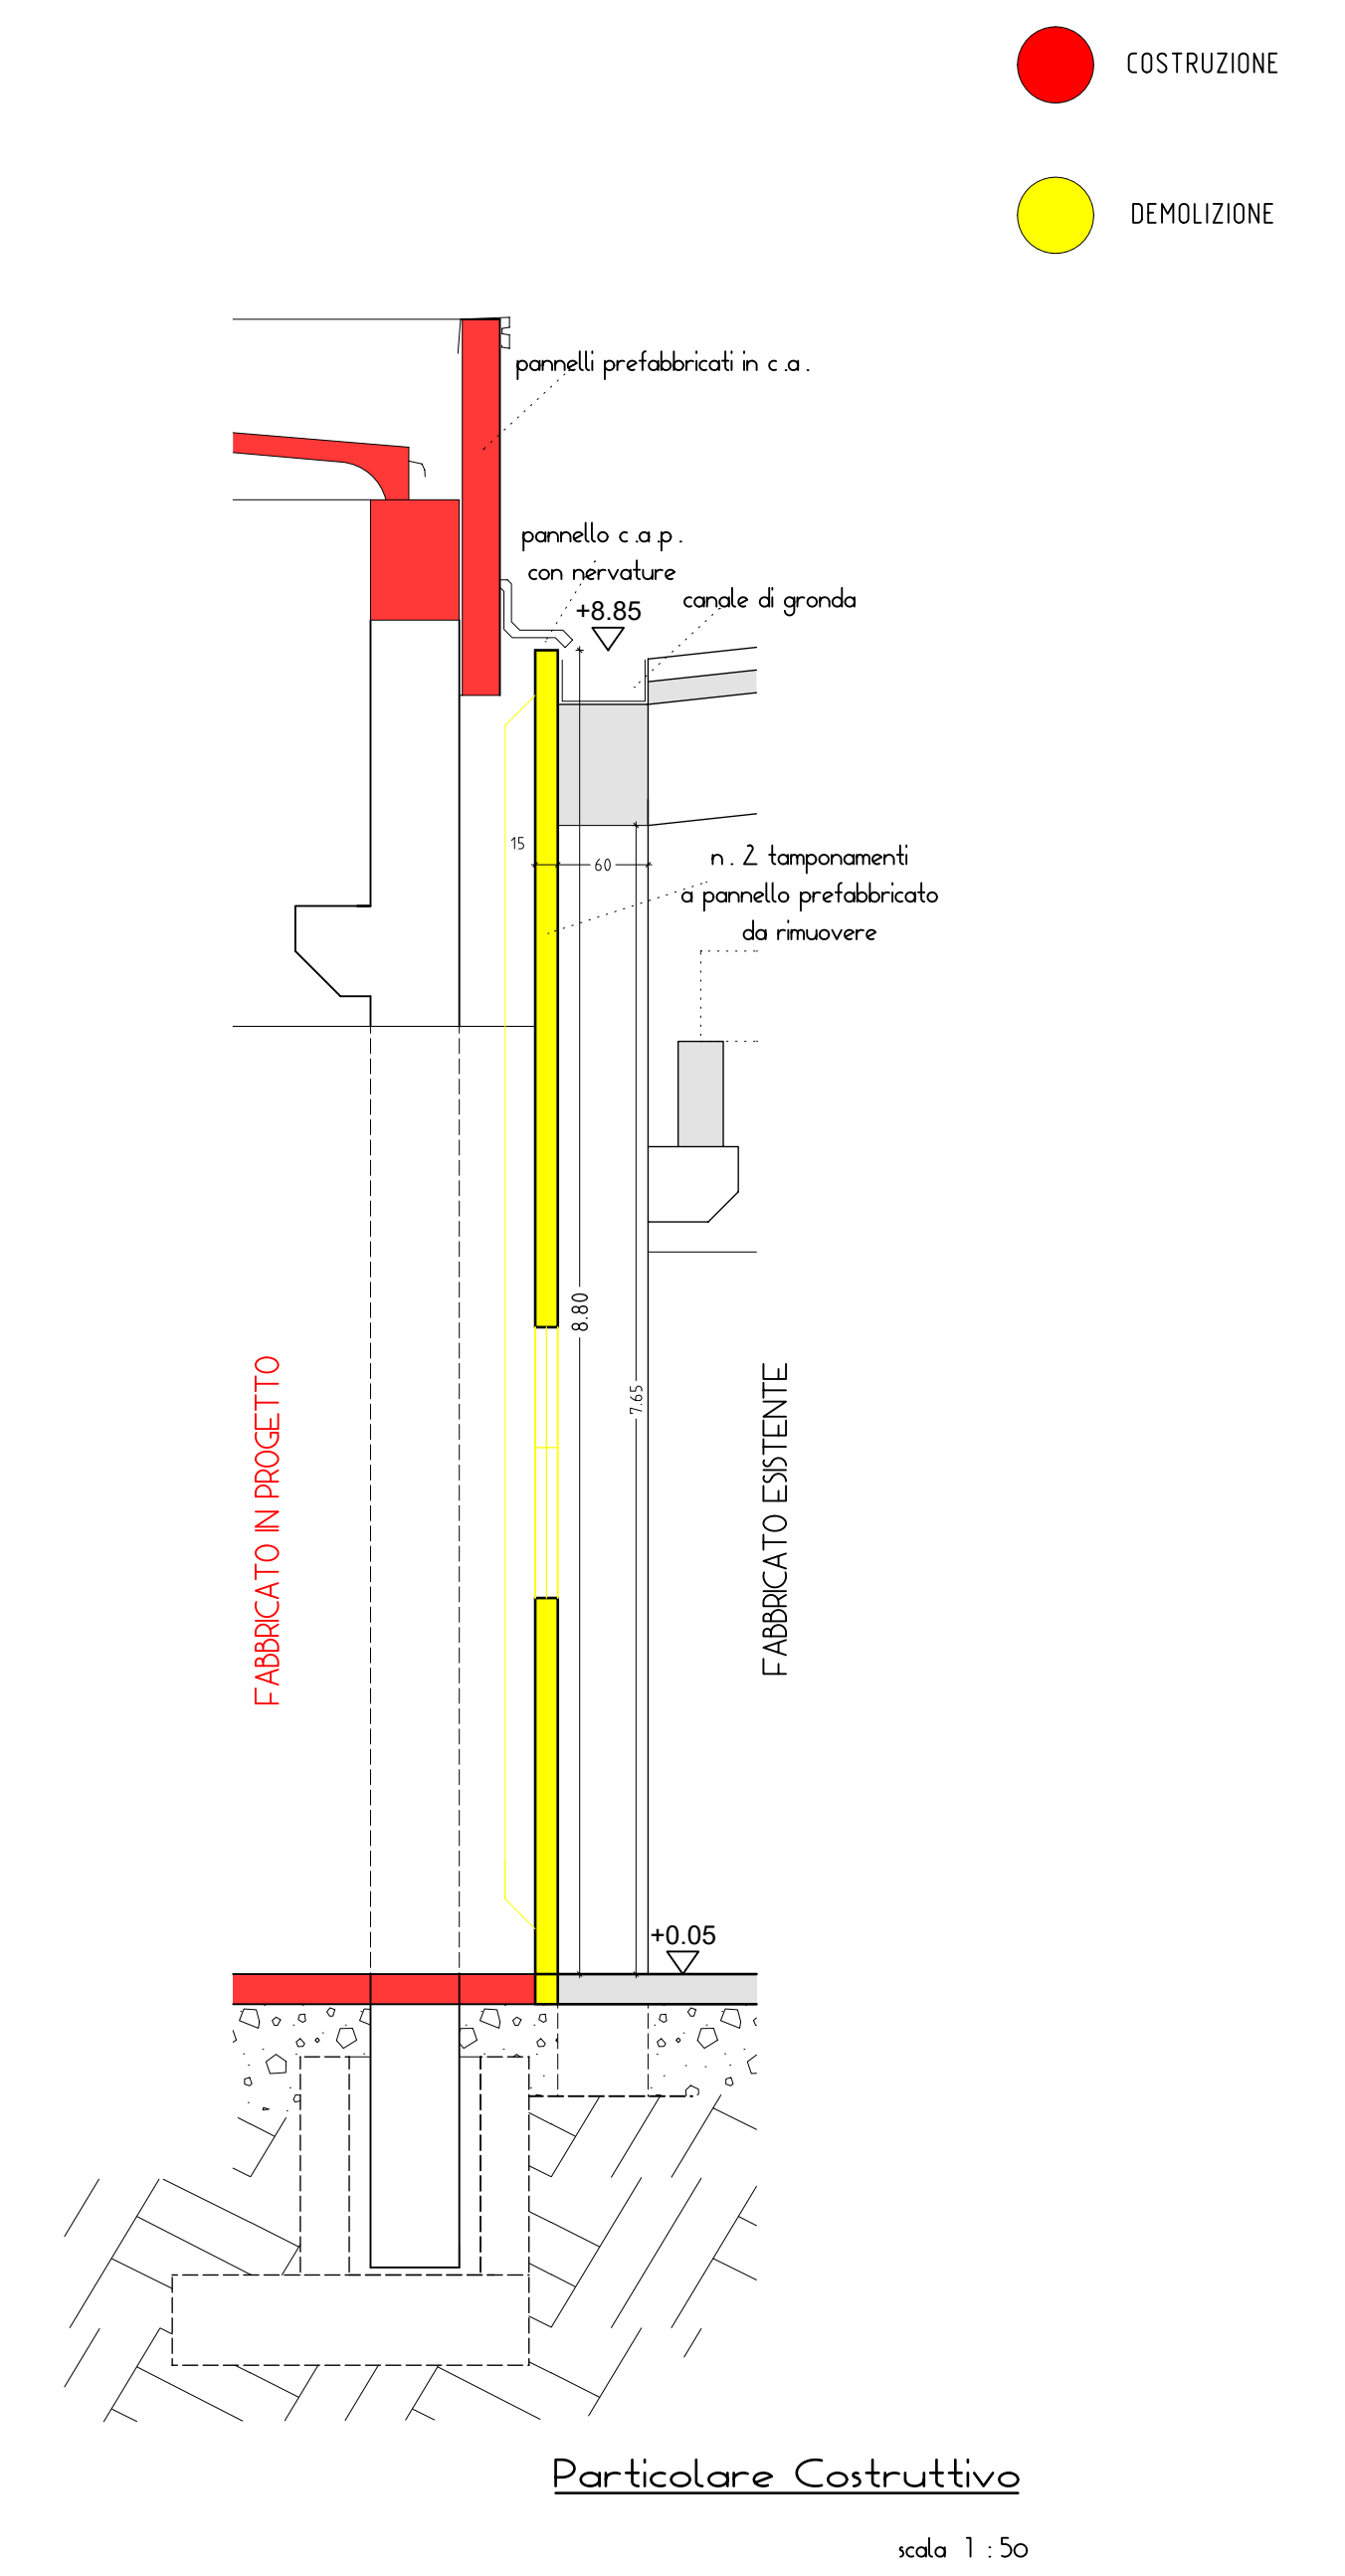 COSTRUZIONE
DEMOLIZIONE
pannelli prefabbricati in c.a.
pannello c.a.p.
con nervature
canale di gronda
+8.85
15
60
n. 2 tamponamenti
a pannello prefabbricato
da rimuovere
8.80
7.65
FABBRICATO IN PROGETTO
FABBRICATO ESISTENTE
+0.05
Particolare Costruttivo
scala 1:50